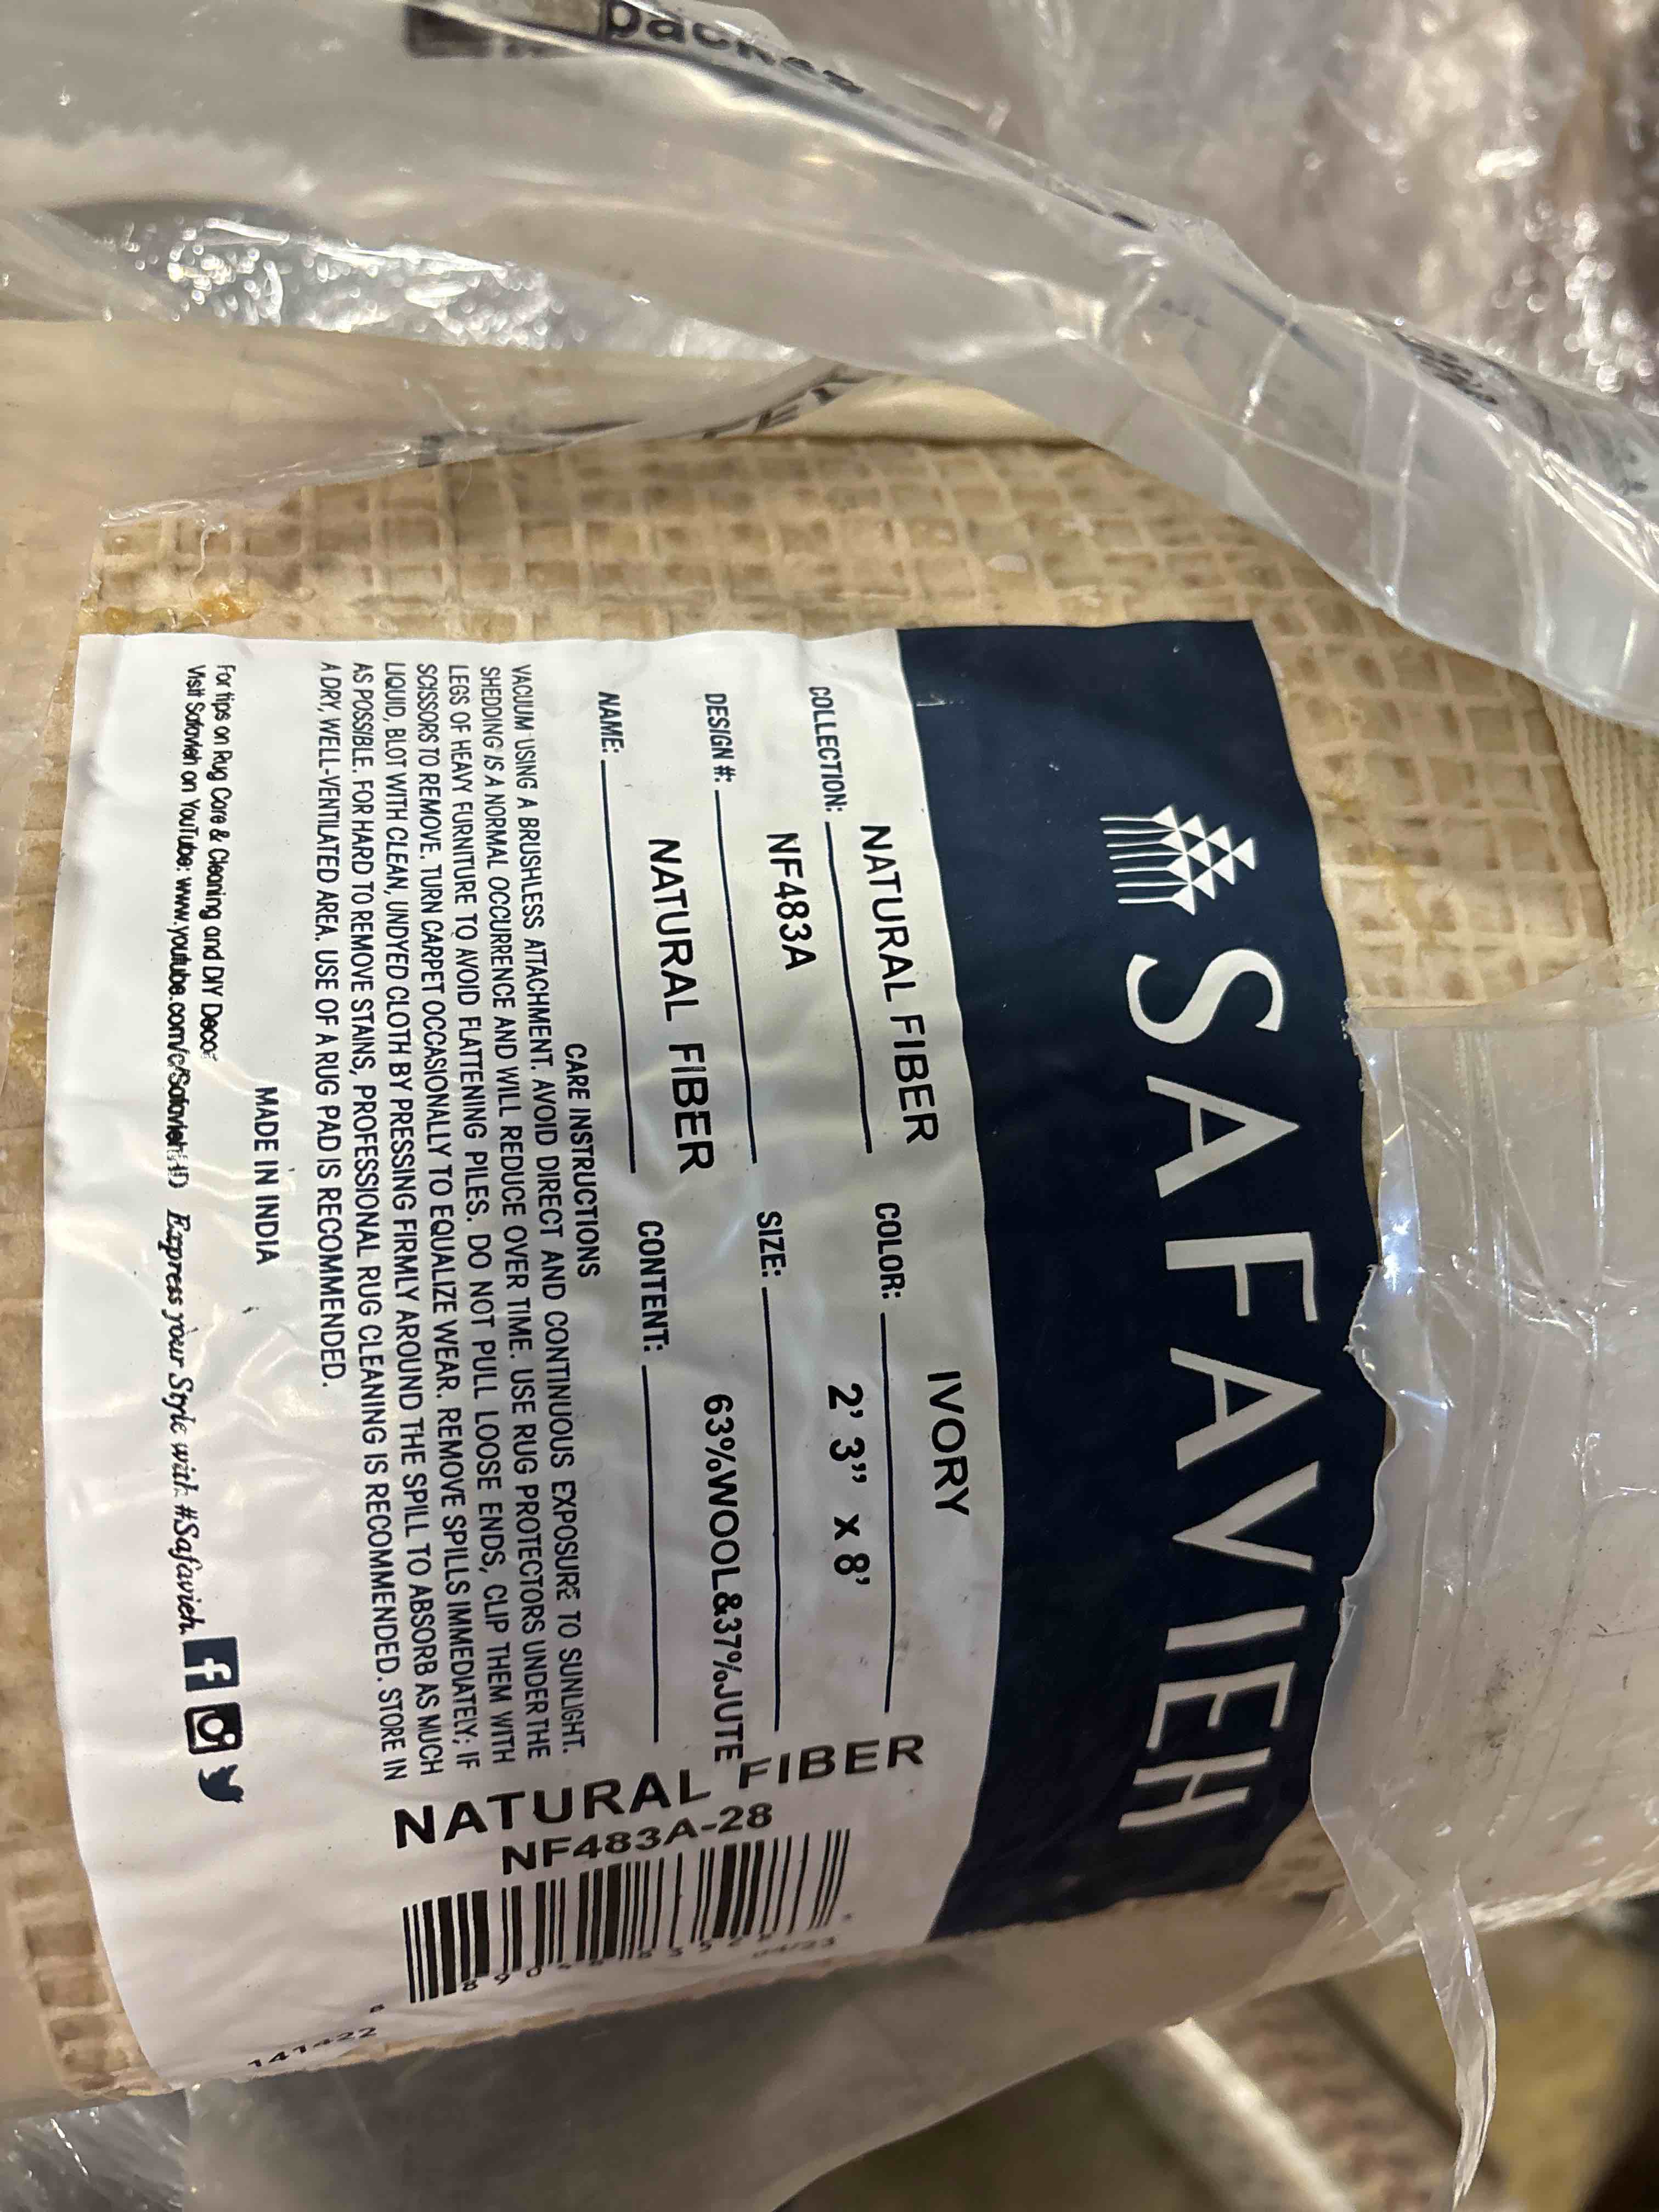 SAFAVIEH
NATURAL FIBER
COLLECTION:
IVORY
COLOR:
NF483A
DESIGN #:
2' 3" x 8'
SIZE:
NATURAL FIBER
NAME:
63%WOOL&37%JUTE
CONTENT:
CARE INSTRUCTIONS
VACUUM USING A BRUSHLESS ATTACHMENT. AVOID DIRECT AND CONTINUOUS EXPOSURE TO SUNLIGHT.
SHEDDING IS A NORMAL OCCURRENCE AND WILL REDUCE OVER TIME. USE RUG PROTECTORS UNDER THE
LEGS OF HEAVY FURNITURE TO AVOID FLATTENING PILES. DO NOT PULL LOOSE ENDS, CLIP THEM WITH
SCISSORS TO REMOVE. TURN CARPET OCCASIONALLY TO EQUALIZE WEAR. REMOVE SPILLS IMMEDIATELY; IF
LIQUID, BLOT WITH CLEAN, UNDYED CLOTH BY PRESSING FIRMLY AROUND THE SPILL TO ABSORB AS MUCH
AS POSSIBLE. FOR HARD TO REMOVE STAINS, PROFESSIONAL RUG CLEANING IS RECOMMENDED. STORE IN
A DRY, WELL-VENTILATED AREA. USE OF A RUG PAD IS RECOMMENDED.
MADE IN INDIA
For tips on Rug Care & Cleaning and DIY Decor
Visit Safavieh on YouTube: www.youtube.com/c/SafaviehHD Express your Style with #Safavieh
NATURAL FIBER
NF483A-28
04/23
141422